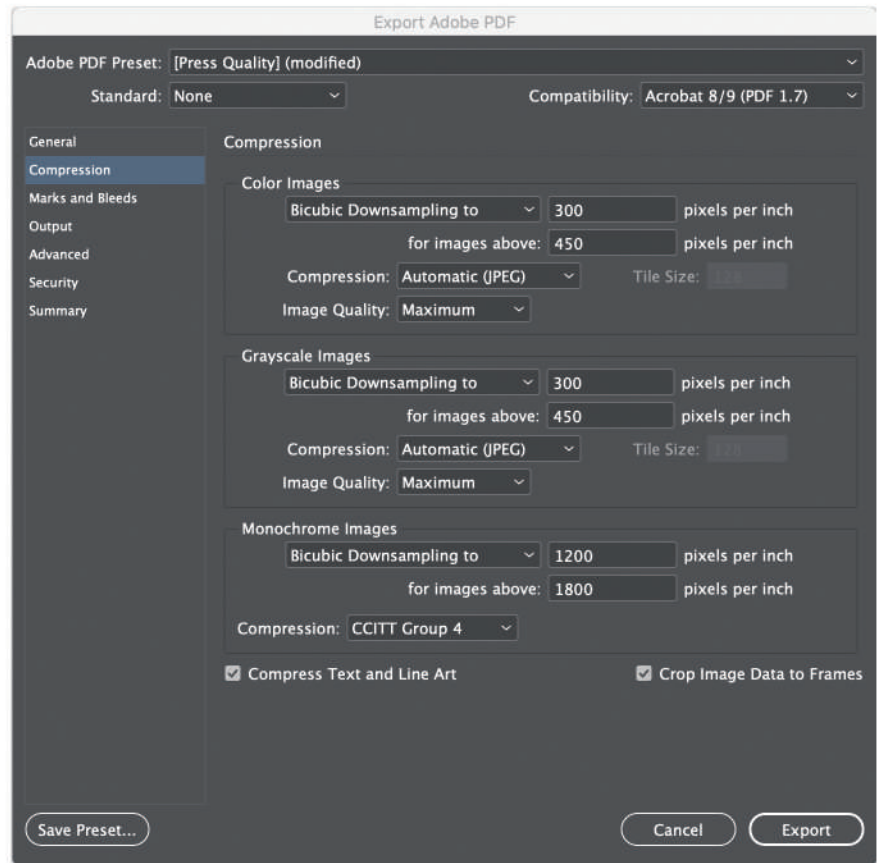 Export Adobe PDF
Adobe PDF Preset: [Press Quality] (modified)
Standard: None Compatibility: Acrobat 8/9 (PDF 1.7)
General
Compression
Marks and Bleeds
Output
Advanced
Security
Summary
Compression
Color Images
Bicubic Downsampling to 300 pixels per inch
for images above: 450 pixels per inch
Compression: Automatic (JPEG) Tile Size: 128
Image Quality: Maximum
Grayscale Images
Bicubic Downsampling to 300 pixels per inch
for images above: 450 pixels per inch
Compression: Automatic (JPEG) Tile Size: 128
Image Quality: Maximum
Monochrome Images
Bicubic Downsampling to 1200 pixels per inch
for images above: 1800 pixels per inch
Compression: CCITT Group 4
Compress Text and Line Art Crop Image Data to Frames
Save Preset... Cancel Export